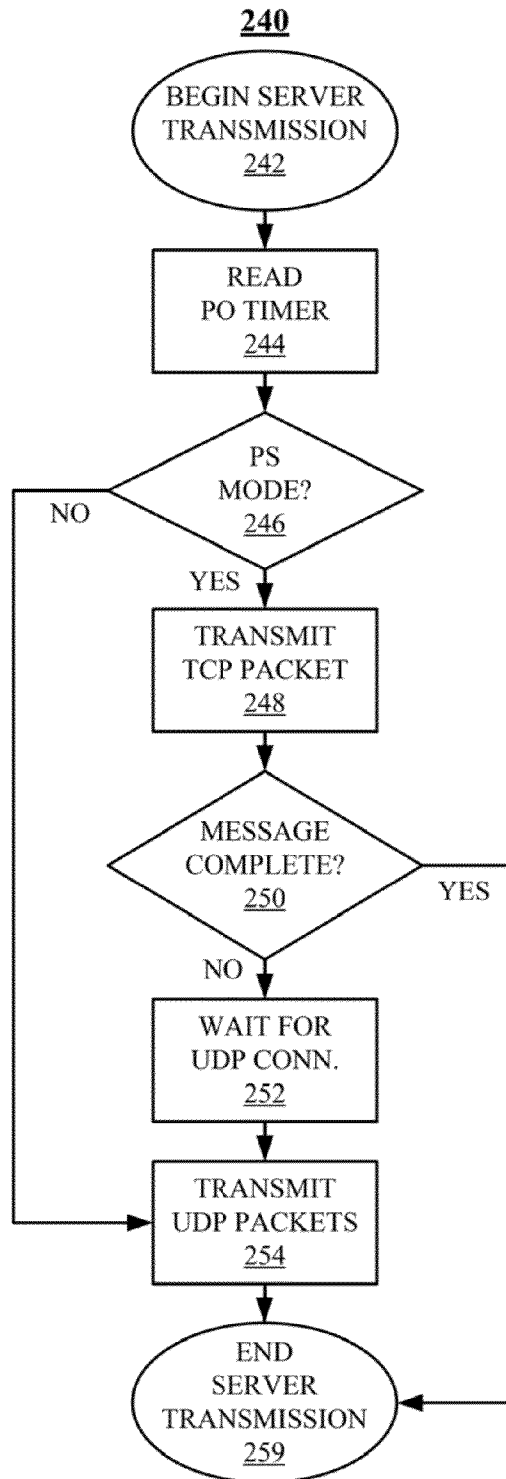 240
BEGIN SERVER
TRANSMISSION
242
READ
PO TIMER
244
PS
MODE?
246
NO
YES
TRANSMIT
TCP PACKET
248
MESSAGE
COMPLETE?
250
YES
NO
WAIT FOR
UDP CONN.
252
TRANSMIT
UDP PACKETS
254
END
SERVER
TRANSMISSION
259